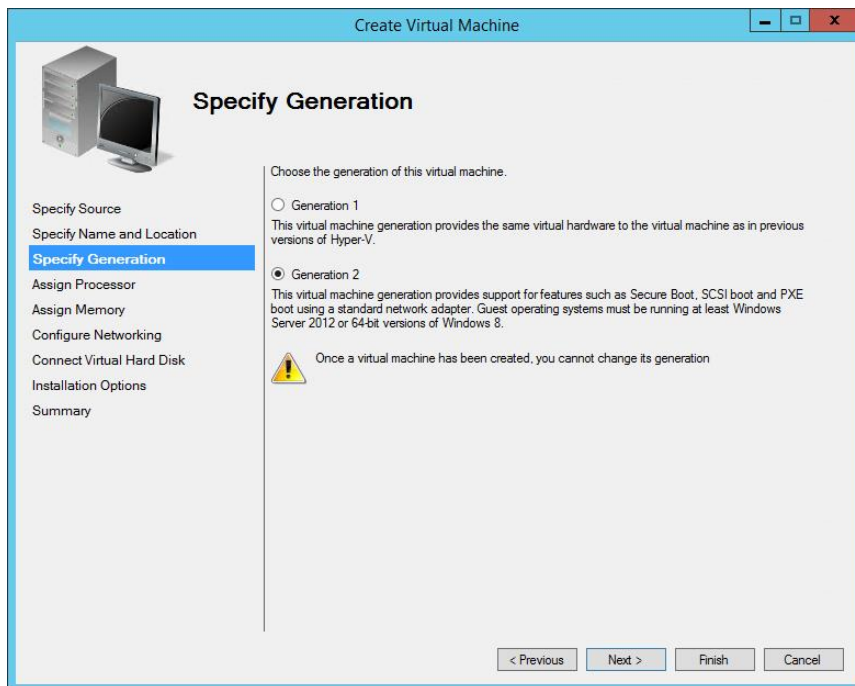 Create Virtual Machine
Specify Generation
Specify Source
Specify Name and Location
Specify Generation
Assign Processor
Assign Memory
Configure Networking
Connect Virtual Hard Disk
Installation Options
Summary
Choose the generation of this virtual machine.
Generation 1
This virtual machine generation provides the same virtual hardware to the virtual machine as in previous
versions of Hyper-V.
Generation 2
This virtual machine generation provides support for features such as Secure Boot, SCSI boot and PXE
boot using a standard network adapter. Guest operating systems must be running at least Windows
Server 2012 or 64-bit versions of Windows 8.
Once a virtual machine has been created, you cannot change its generation
< Previous
Next >
Finish
Cancel